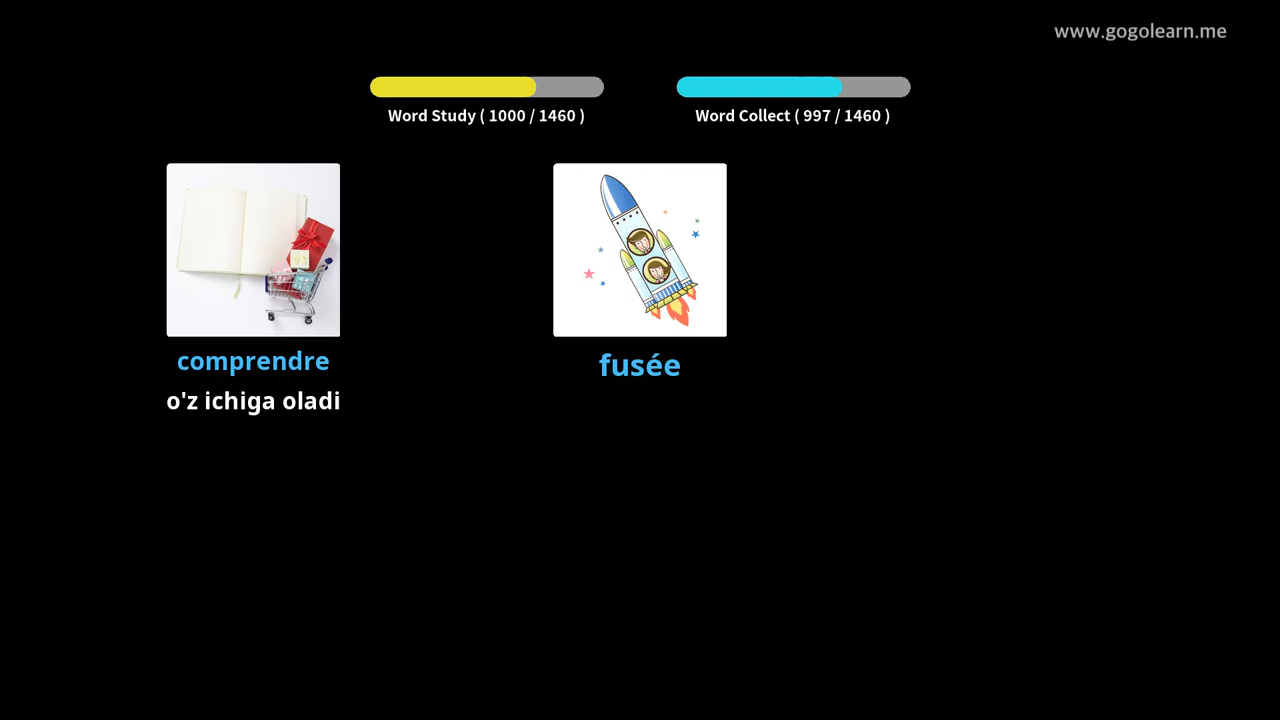 www.gogolearn.me
Word Study ( 1000 / 1460 )
Word Collect ( 997 / 1460 )
comprendre
o'z ichiga oladi
fusée